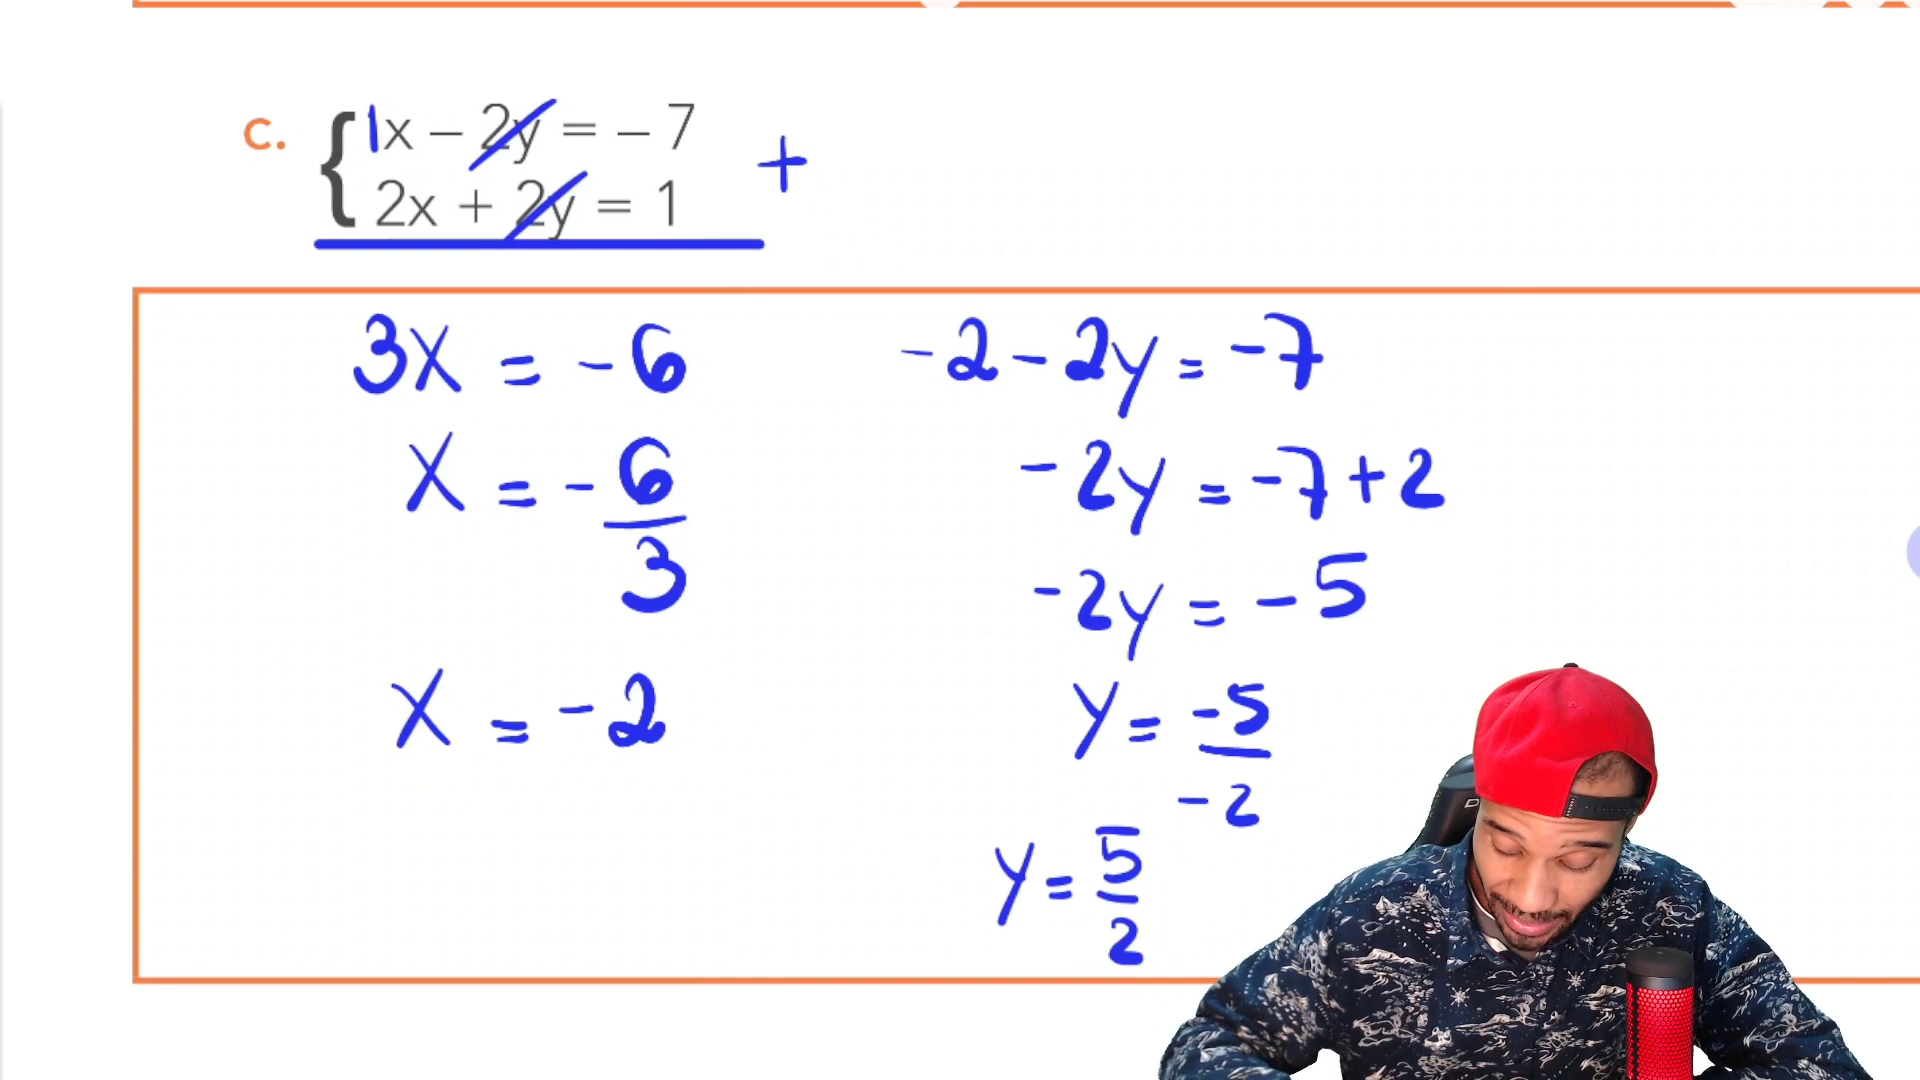 c. { 1x – 2y = – 7
2x + 2y = 1
+
3x = -6
x = -6/3
x = -2
-2-2y = -7
-2y = -7+2
-2y = -5
y = -5/-2
y = 5/2